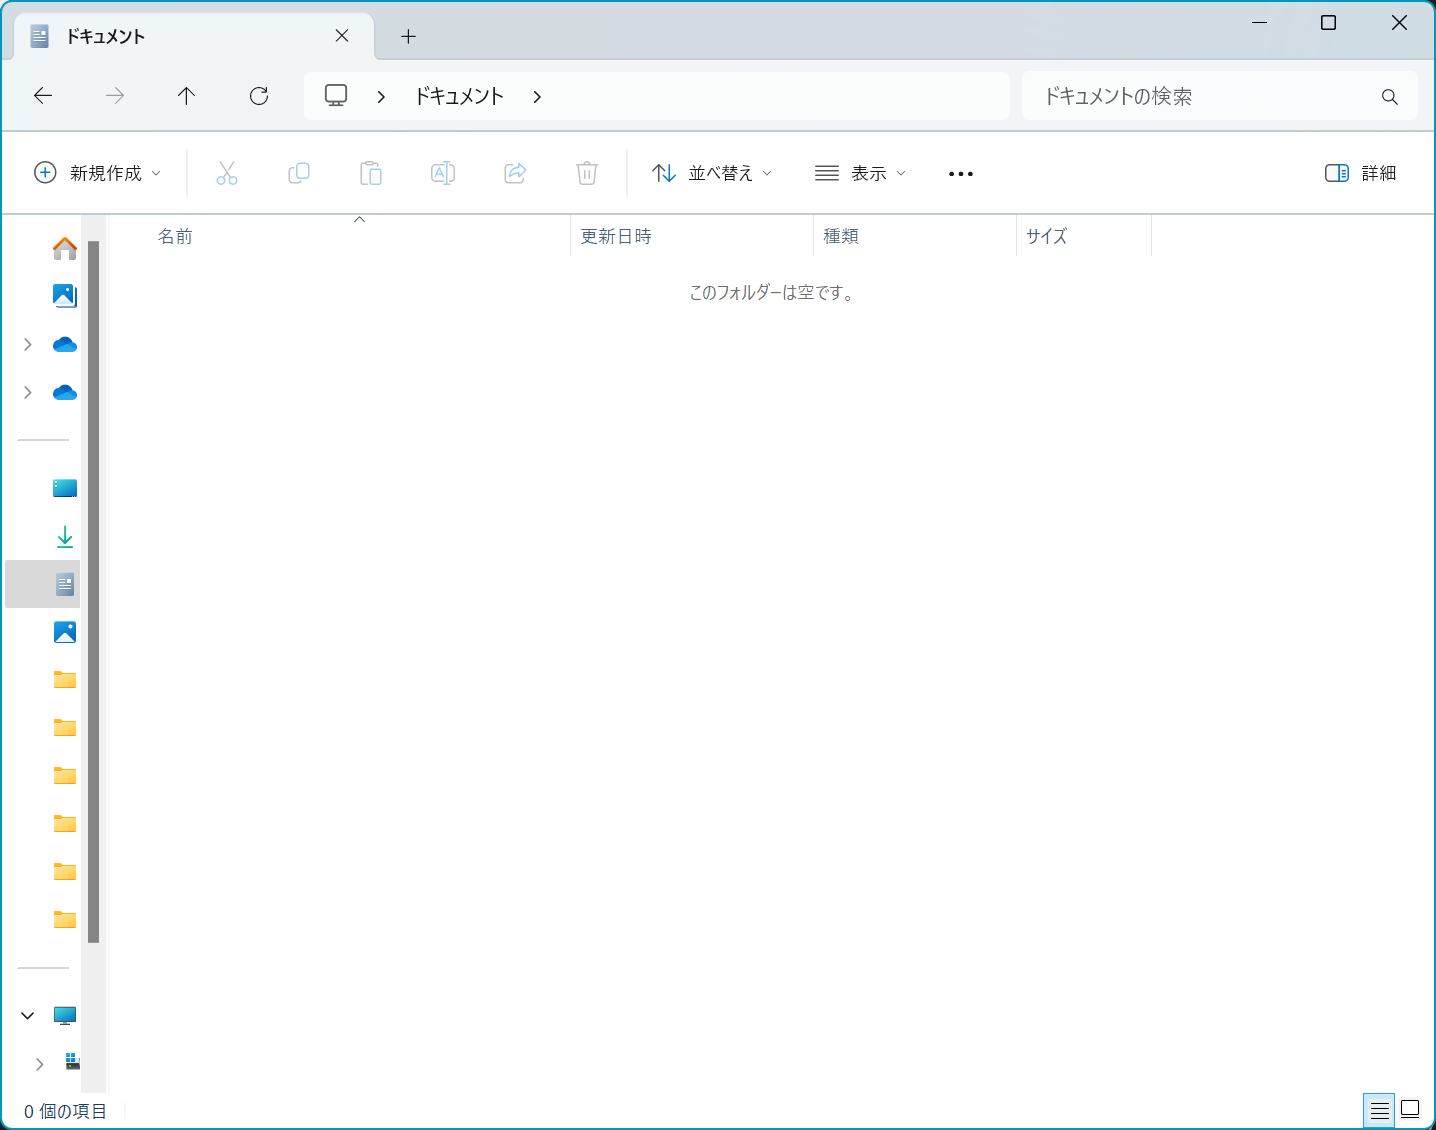 ドキュメント
ドキュメント
ドキュメントの検索
新規作成
並べ替え
表示
詳細
名前
更新日時
種類
サイズ
このフォルダーは空です。
0 個の項目